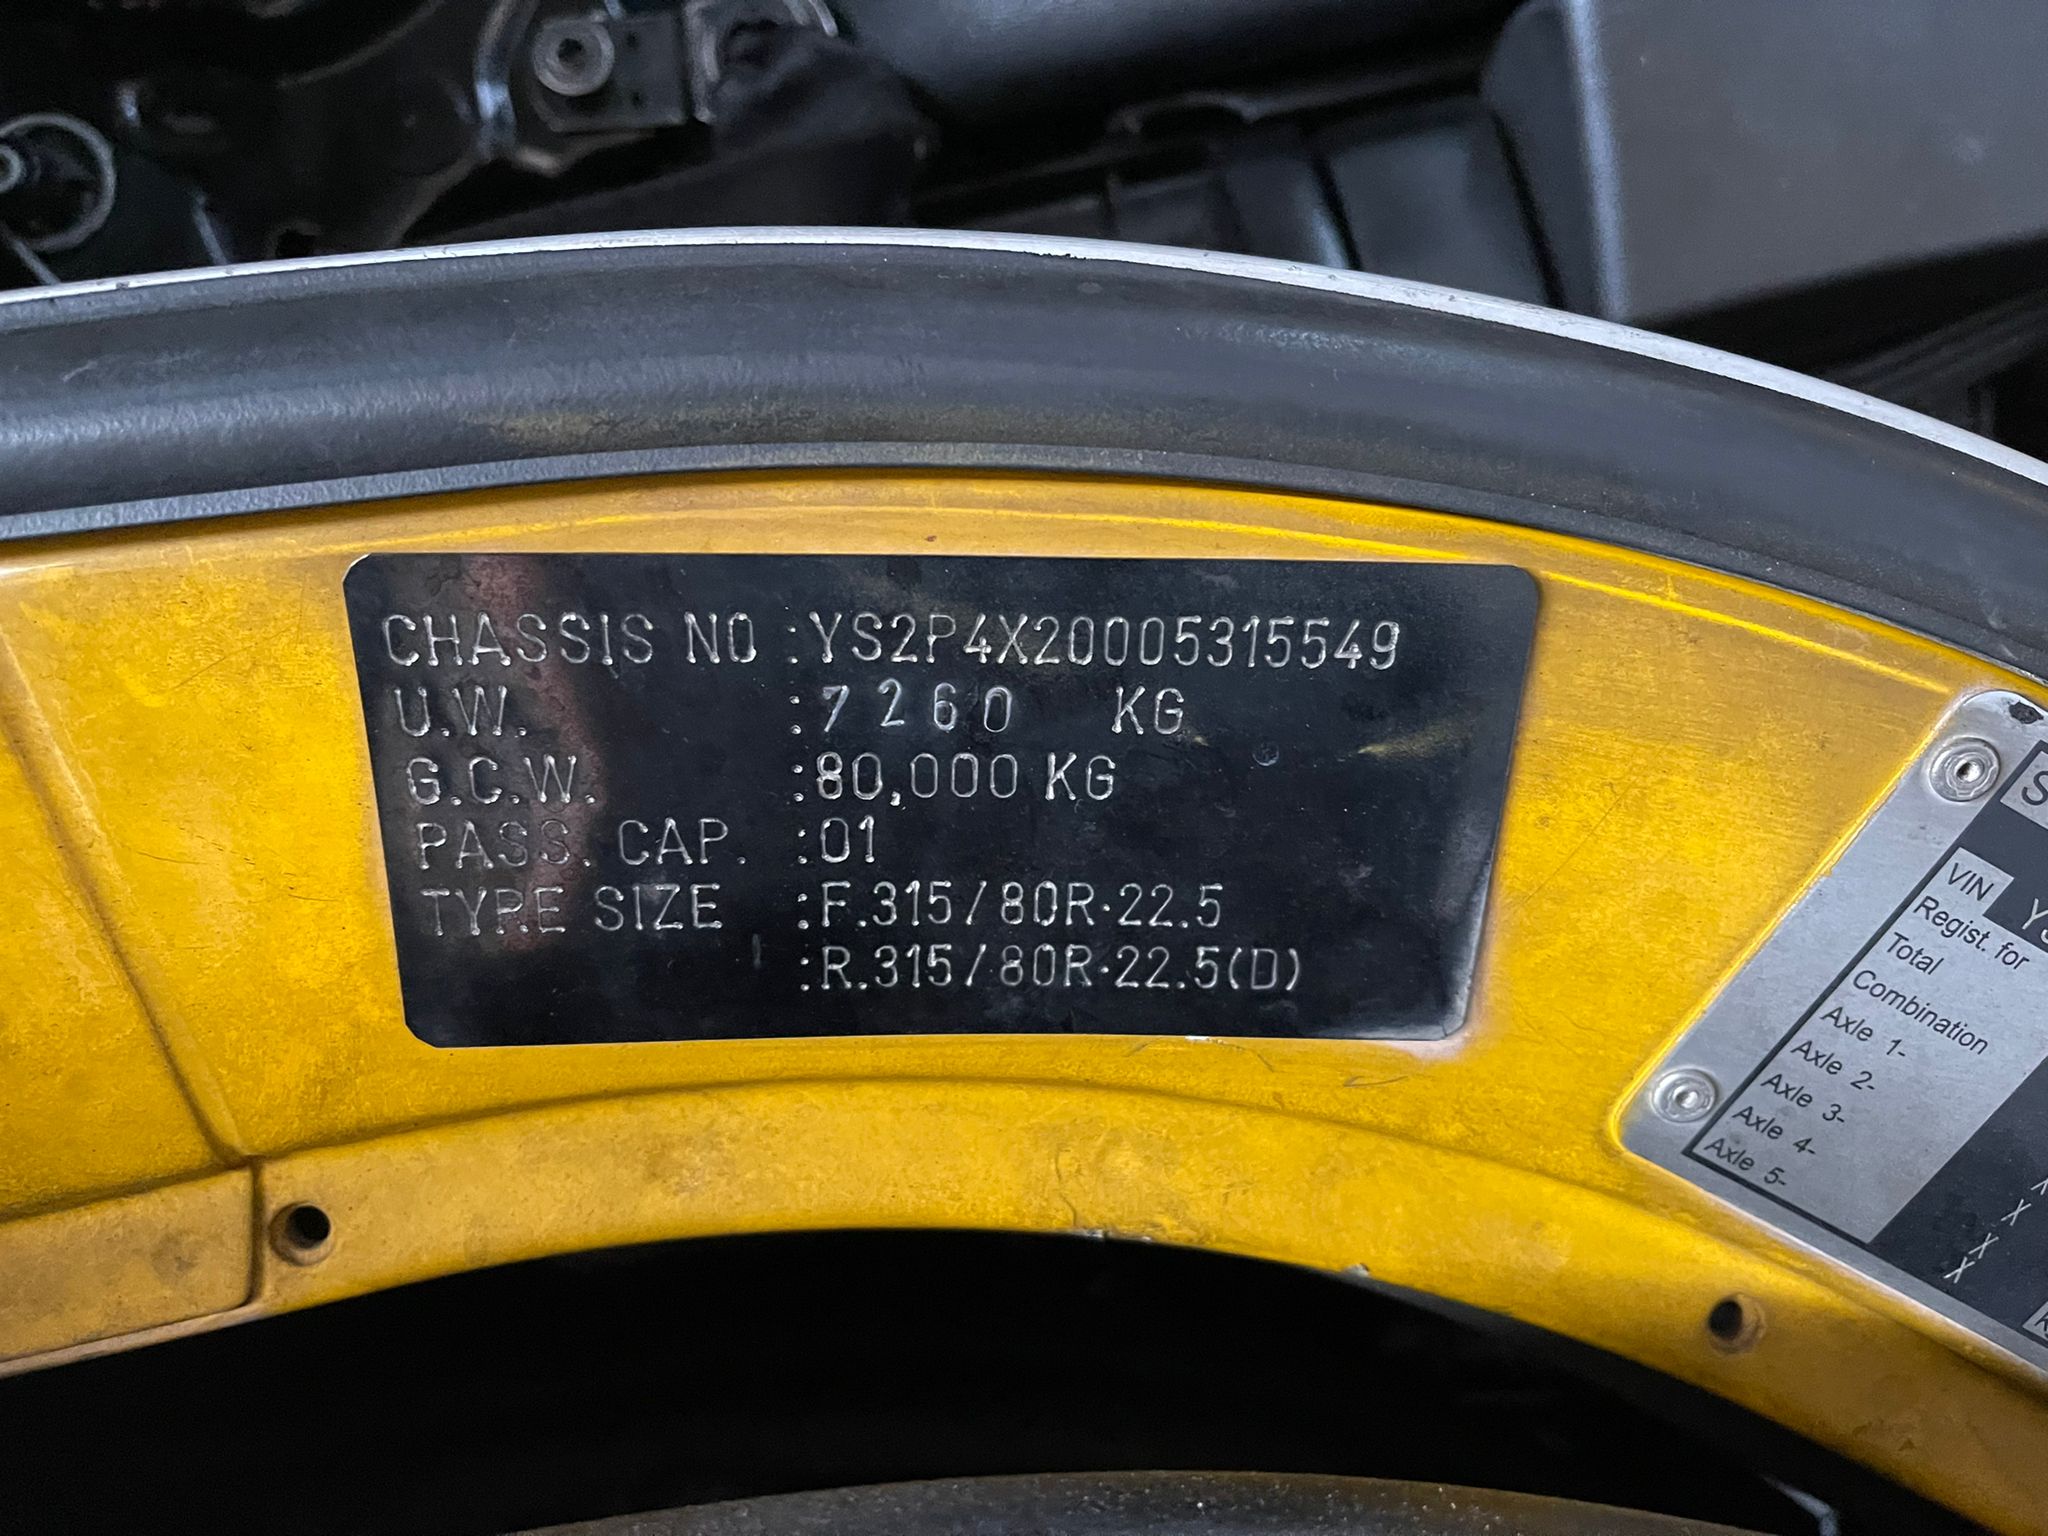 CHASSIS NO :YS2P4X20005315549
U.W. :7260 KG
G.C.W. :80,000 KG
PASS. CAP. :01
TYRE SIZE :F.315/80R·22.5
:R.315/80R·22.5(D)
S
VIN YS
Regist. for
Total
Combination
Axle 1-
Axle 2-
Axle 3-
Axle 4-
Axle 5-
X
X
X